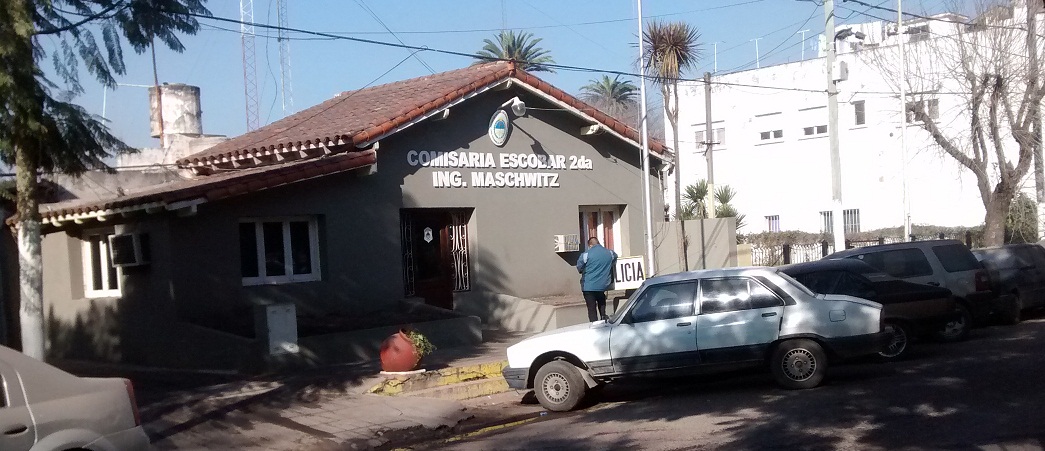 COMISARIA ESCOBAR 2da
ING. MASCHWITZ
LICIA